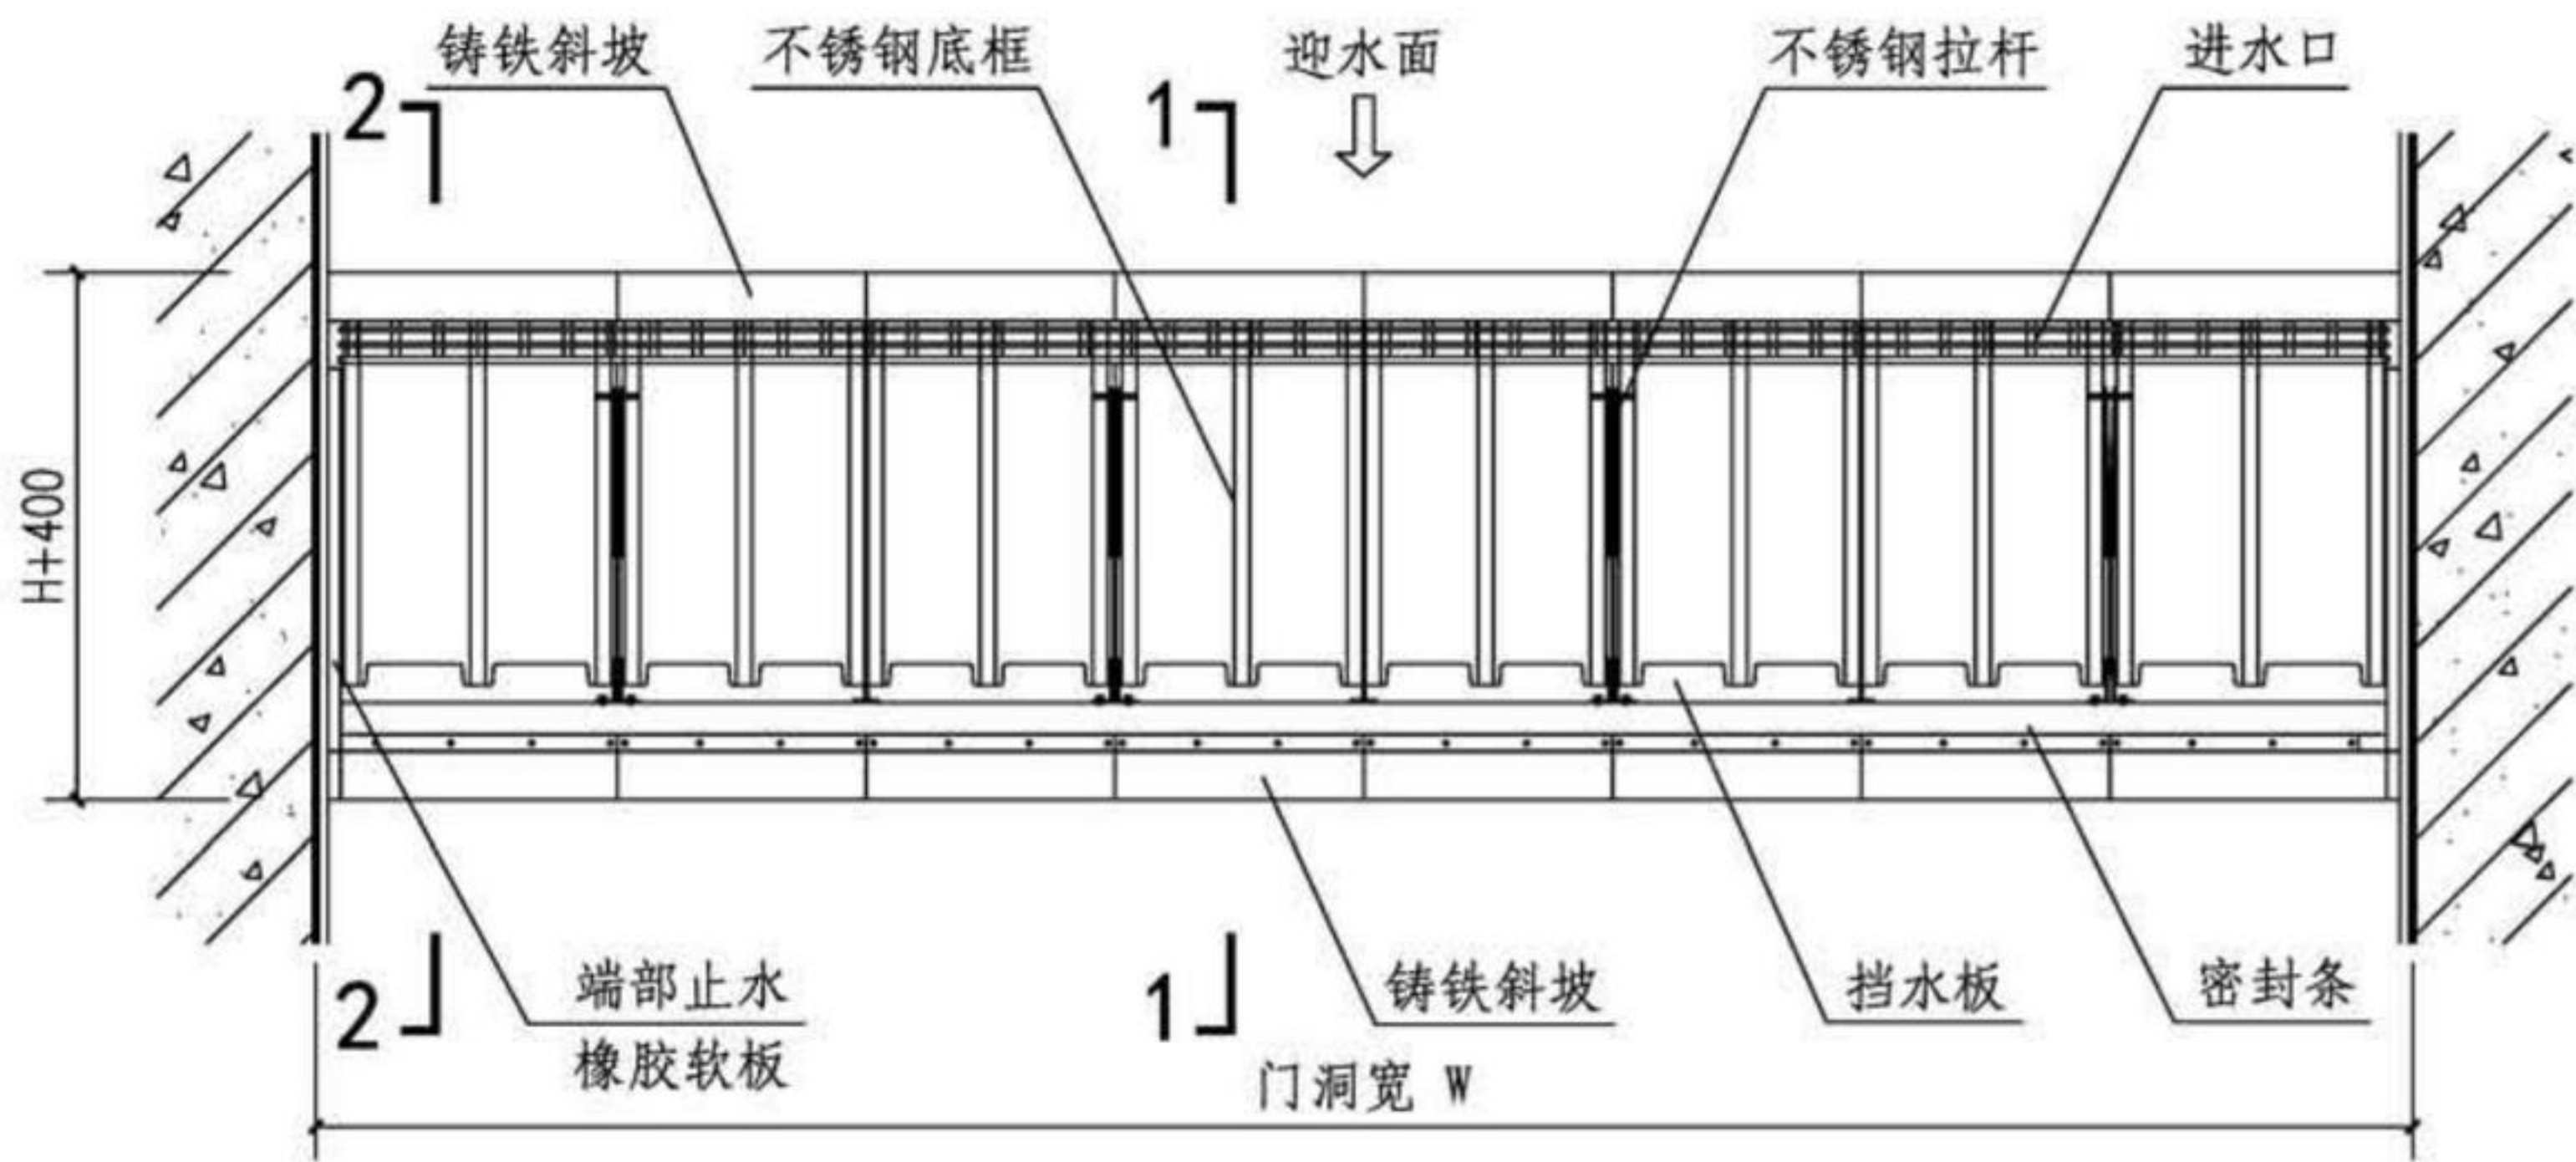 铸铁斜坡
不锈钢底框
迎水面
不锈钢拉杆
进水口
2
1
H+400
2
端部止水
橡胶软板
1
铸铁斜坡
挡水板
密封条
门洞宽 W